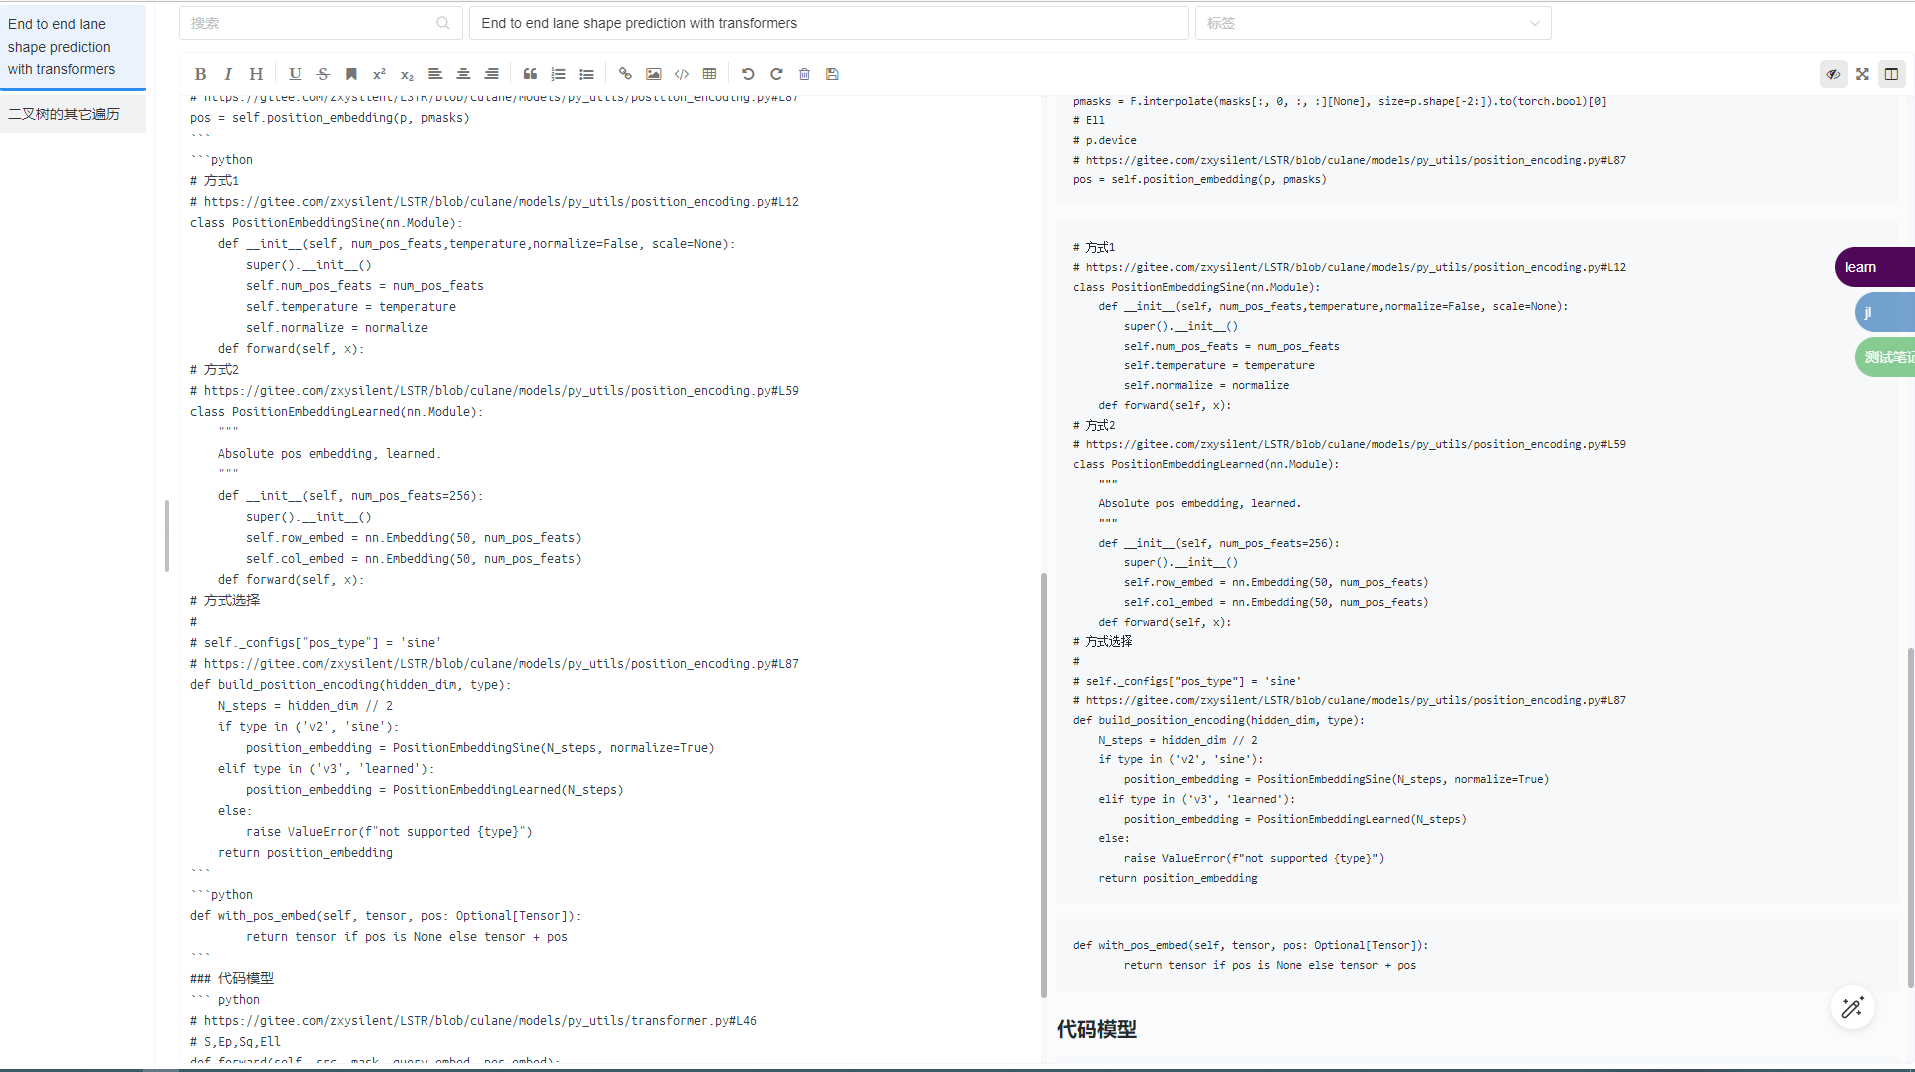 End to end lane
shape prediction
with transformers
二叉树的其它遍历
搜索
End to end lane shape prediction with transformers
标签
# https://gitee.com/zxysilent/LSTR/blob/culane/models/py_utils/position_encoding.py#L87
pos = self.position_embedding(p, pmasks)
```
```python
# 方式1
# https://gitee.com/zxysilent/LSTR/blob/culane/models/py_utils/position_encoding.py#L12
class PositionEmbeddingSine(nn.Module):
    def __init__(self, num_pos_feats,temperature,normalize=False, scale=None):
        super().__init__()
        self.num_pos_feats = num_pos_feats
        self.temperature = temperature
        self.normalize = normalize
    def forward(self, x):
# 方式2
# https://gitee.com/zxysilent/LSTR/blob/culane/models/py_utils/position_encoding.py#L59
class PositionEmbeddingLearned(nn.Module):
    """
    Absolute pos embedding, learned.
    """
    def __init__(self, num_pos_feats=256):
        super().__init__()
        self.row_embed = nn.Embedding(50, num_pos_feats)
        self.col_embed = nn.Embedding(50, num_pos_feats)
    def forward(self, x):
# 方式选择
#
# self._configs["pos_type"] = 'sine'
# https://gitee.com/zxysilent/LSTR/blob/culane/models/py_utils/position_encoding.py#L87
def build_position_encoding(hidden_dim, type):
    N_steps = hidden_dim // 2
    if type in ('v2', 'sine'):
        position_embedding = PositionEmbeddingSine(N_steps, normalize=True)
    elif type in ('v3', 'learned'):
        position_embedding = PositionEmbeddingLearned(N_steps)
    else:
        raise ValueError(f"not supported {type}")
    return position_embedding
```
```python
def with_pos_embed(self, tensor, pos: Optional[Tensor]):
        return tensor if pos is None else tensor + pos
```
### 代码模型
``` python
# https://gitee.com/zxysilent/LSTR/blob/culane/models/py_utils/transformer.py#L46
# S,Ep,Sq,Ell
def forward(self, src, mask, query_embed, pos_embed):
pmasks = F.interpolate(masks[:, 0, :, :][None], size=p.shape[-2:]).to(torch.bool)[0]
# Ell
# p.device
# https://gitee.com/zxysilent/LSTR/blob/culane/models/py_utils/position_encoding.py#L87
pos = self.position_embedding(p, pmasks)
# 方式1
# https://gitee.com/zxysilent/LSTR/blob/culane/models/py_utils/position_encoding.py#L12
class PositionEmbeddingSine(nn.Module):
    def __init__(self, num_pos_feats,temperature,normalize=False, scale=None):
        super().__init__()
        self.num_pos_feats = num_pos_feats
        self.temperature = temperature
        self.normalize = normalize
    def forward(self, x):
# 方式2
# https://gitee.com/zxysilent/LSTR/blob/culane/models/py_utils/position_encoding.py#L59
class PositionEmbeddingLearned(nn.Module):
    """
    Absolute pos embedding, learned.
    """
    def __init__(self, num_pos_feats=256):
        super().__init__()
        self.row_embed = nn.Embedding(50, num_pos_feats)
        self.col_embed = nn.Embedding(50, num_pos_feats)
    def forward(self, x):
# 方式选择
#
# self._configs["pos_type"] = 'sine'
# https://gitee.com/zxysilent/LSTR/blob/culane/models/py_utils/position_encoding.py#L87
def build_position_encoding(hidden_dim, type):
    N_steps = hidden_dim // 2
    if type in ('v2', 'sine'):
        position_embedding = PositionEmbeddingSine(N_steps, normalize=True)
    elif type in ('v3', 'learned'):
        position_embedding = PositionEmbeddingLearned(N_steps)
    else:
        raise ValueError(f"not supported {type}")
    return position_embedding
def with_pos_embed(self, tensor, pos: Optional[Tensor]):
        return tensor if pos is None else tensor + pos
代码模型
learn
jl
测试笔记